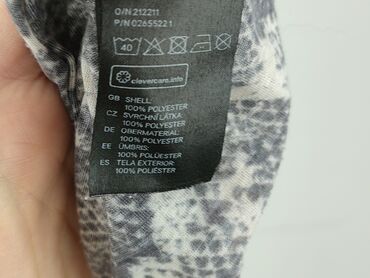 O/N 212211
P/N 02655221
40
clevercare.info
GB SHELL:
100% POLYESTER
CZ SVRCHNÍ LÁTKA
100% POLYESTER
DE OBERMATERIAL:
100% POLYESTER
EE ÜMBRIS:
100% POLÜESTER
ES TELA EXTERIOR:
100% POLIÉSTER